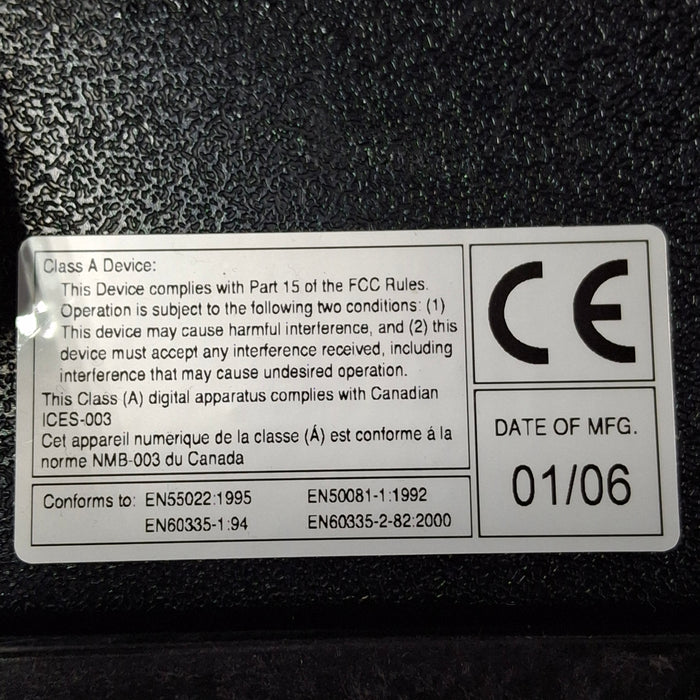 Class A Device:
This Device complies with Part 15 of the FCC Rules.
Operation is subject to the following two conditions: (1)
This device may cause harmful interference, and (2) this
device must accept any interference received, including
interference that may cause undesired operation.
This Class (A) digital apparatus complies with Canadian
ICES-003
Cet appareil numerique de la classe (Á) est conforme á la
norme NMB-003 du Canada
Conforms to: EN55022:1995 EN50081-1:1992
EN60335-1:94 EN60335-2-82:2000
CE
DATE OF MFG.
01/06